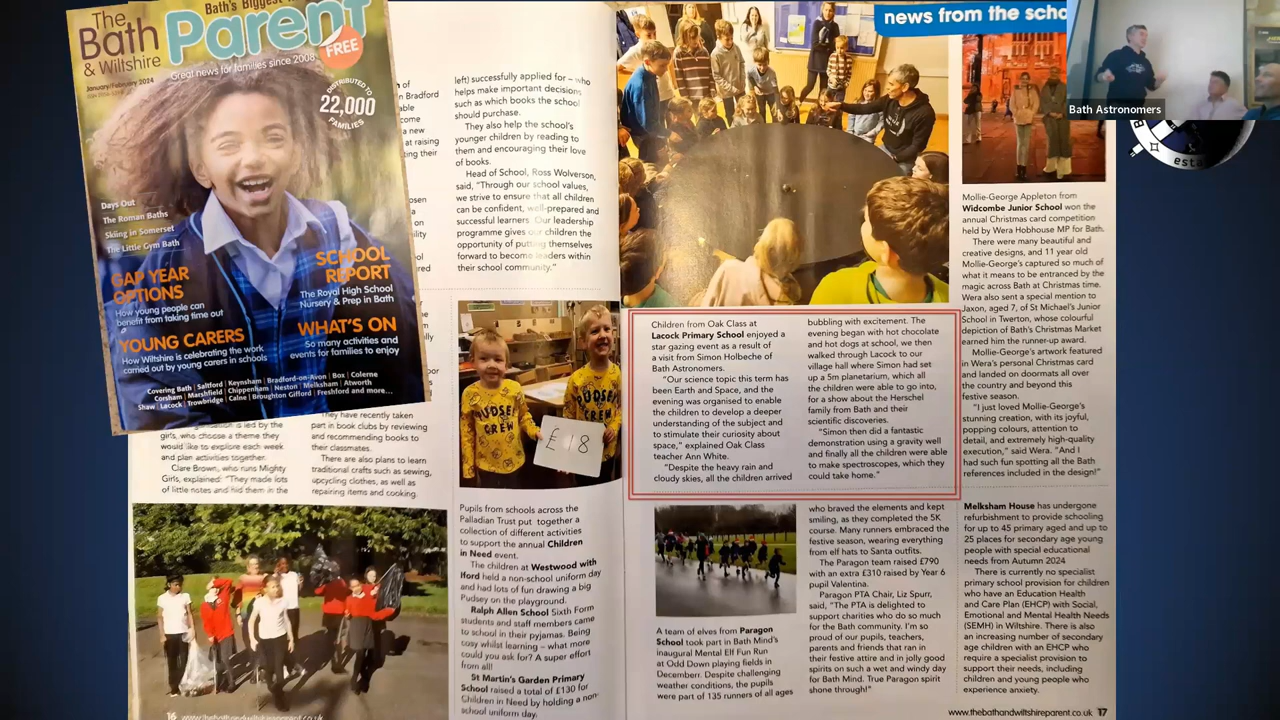 Bath's Biggest
The
Bath
& Wiltshire
Parent
FREE
Great news for families since 2008
January/February 2024
DISTRIBUTED TO
22,000
FAMILIES
Days Out
The Roman Baths
Skiing in Somerset
The Little Gym Bath
GAP YEAR
OPTIONS
How young people can
benefit from taking time out
YOUNG CARERS
How Wiltshire is celebrating the work
carried out by young carers in schools
SCHOOL
REPORT
The Royal High School
Nursery & Prep in Bath
WHAT'S ON
So many activities and
events for families to enjoy
Covering Bath | Saltford | Keynsham | Bradford-on-Avon | Box | Colerne
Corsham | Marshfield | Chippenham | Neston | Melksham | Atworth
Shaw | Lacock | Trowbridge | Calne | Broughton Gifford | Freshford and more...
girls, who choose a theme they
would like to explore each week
and plan activities together.
Clare Brown, who runs Mighty
Girls, explained: "They made lots
of little notes and hid them in the
They have recently taken
part in book clubs by reviewing
and recommending books to
their classmates.
There are also plans to learn
traditional crafts such as sewing,
upcycling clothes, as well as
repairing items and cooking.
left) successfully applied for – who
helps make important decisions
such as which books the school
should purchase.
They also help the school's
younger children by reading to
them and encouraging their love
of books.
Head of School, Ross Wolverson,
said, "Through our school values,
we strive to ensure that all children
can be confident, well-prepared and
successful learners. Our leadership
programme gives our children the
opportunity of putting themselves
forward to become leaders within
their school community."
PUDSEY
CREW
PUDSEY
CREW
£18
Pupils from schools across the
Palladian Trust put together a
collection of different activities
to support the annual Children
in Need event.
The children at Westwood with
Iford held a non-school uniform day
and had lots of fun drawing a big
Pudsey on the playground.
Ralph Allen School Sixth Form
students and staff members came
to school in their pyjamas. Being
cosy whilst learning – what more
could you ask for? A super effort
from all!
St Martin's Garden Primary
School raised a total of £130 for
Children in Need by holding a non-
school uniform day.
16 www.thebathandwiltshireparent.co.uk
news from the scho
Children from Oak Class at
Lacock Primary School enjoyed a
star gazing event as a result of
a visit from Simon Holbeche of
Bath Astronomers.
"Our science topic this term has
been Earth and Space, and the
evening was organised to enable
the children to develop a deeper
understanding of the subject and
to stimulate their curiosity about
space," explained Oak Class
teacher Ann White.
"Despite the heavy rain and
cloudy skies, all the children arrived
bubbling with excitement. The
evening began with hot chocolate
and hot dogs at school, we then
walked through Lacock to our
village hall where Simon had set
up a 5m planetarium, which all
the children were able to go into,
for a show about the Herschel
family from Bath and their
scientific discoveries.
"Simon then did a fantastic
demonstration using a gravity well
and finally all the children were able
to make spectroscopes, which they
could take home."
A team of elves from Paragon
School took part in Bath Mind's
inaugural Mental Elf Fun Run
at Odd Down playing fields in
December. Despite challenging
weather conditions, the pupils
were part of 135 runners of all ages
who braved the elements and kept
smiling, as they completed the 5K
course. Many runners embraced the
festive season, wearing everything
from elf hats to Santa outfits.
The Paragon team raised £790
with an extra £310 raised by Year 6
pupil Valentina.
Paragon PTA Chair, Liz Spurr,
said, "The PTA is delighted to
support charities who do so much
for the Bath community. I'm so
proud of our pupils, teachers,
parents and friends that ran in
their festive attire and in jolly good
spirits on such a wet and windy day
for Bath Mind. True Paragon spirit
shone through!"
Mollie-George Appleton from
Widcombe Junior School won the
annual Christmas card competition
held by Wera Hobhouse MP for Bath.
There were many beautiful and
creative designs, and 11 year old
Mollie-George's captured so much of
what it means to be entranced by the
magic across Bath at Christmas time.
Wera also sent a special mention to
Jaxon, aged 7, of St Michael's Junior
School in Twerton, whose colourful
depiction of Bath's Christmas Market
earned him the runner-up award.
Mollie-George's artwork featured
in Wera's personal Christmas card
and landed on doormats all over
the country and beyond this
festive season.
"I just loved Mollie-George's
stunning creation, with its joyful,
popping colours, attention to
detail, and extremely high-quality
execution," said Wera. "And I
had such fun spotting all the Bath
references included in the design!"
Melksham House has undergone
refurbishment to provide schooling
for up to 45 primary aged and up to
25 places for secondary age young
people with special educational
needs from Autumn 2024
There is currently no specialist
primary school provision for children
who have an Education Health
and Care Plan (EHCP) with Social,
Emotional and Mental Health Needs
(SEMH) in Wiltshire. There is also
an increasing number of secondary
age children with an EHCP who
require a specialist provision to
support their needs, including
children and young people who
experience anxiety.
www.thebathandwiltshireparent.co.uk 17
Bath Astronomers
esta